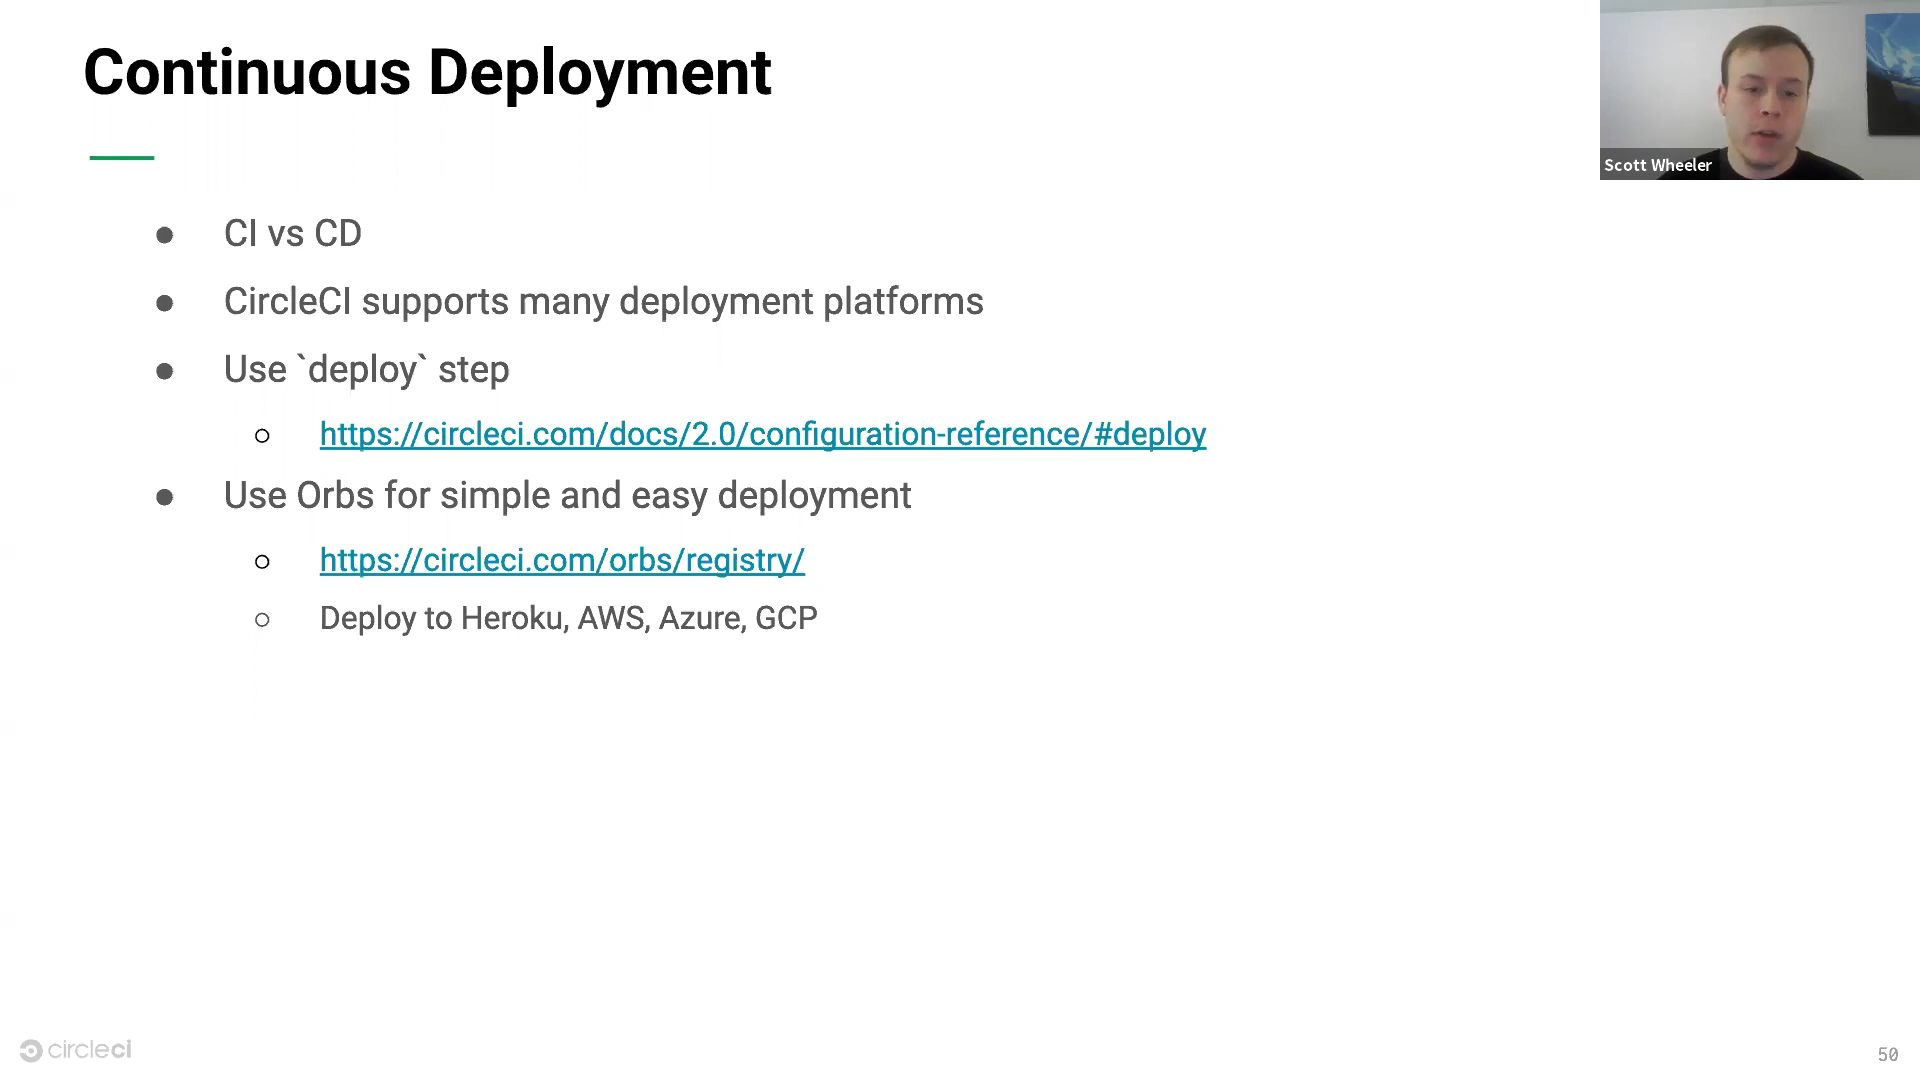 Continuous Deployment
Scott Wheeler
● CI vs CD
● CircleCI supports many deployment platforms
● Use `deploy` step
○ https://circleci.com/docs/2.0/configuration-reference/#deploy
● Use Orbs for simple and easy deployment
○ https://circleci.com/orbs/registry/
○ Deploy to Heroku, AWS, Azure, GCP
circleci
50